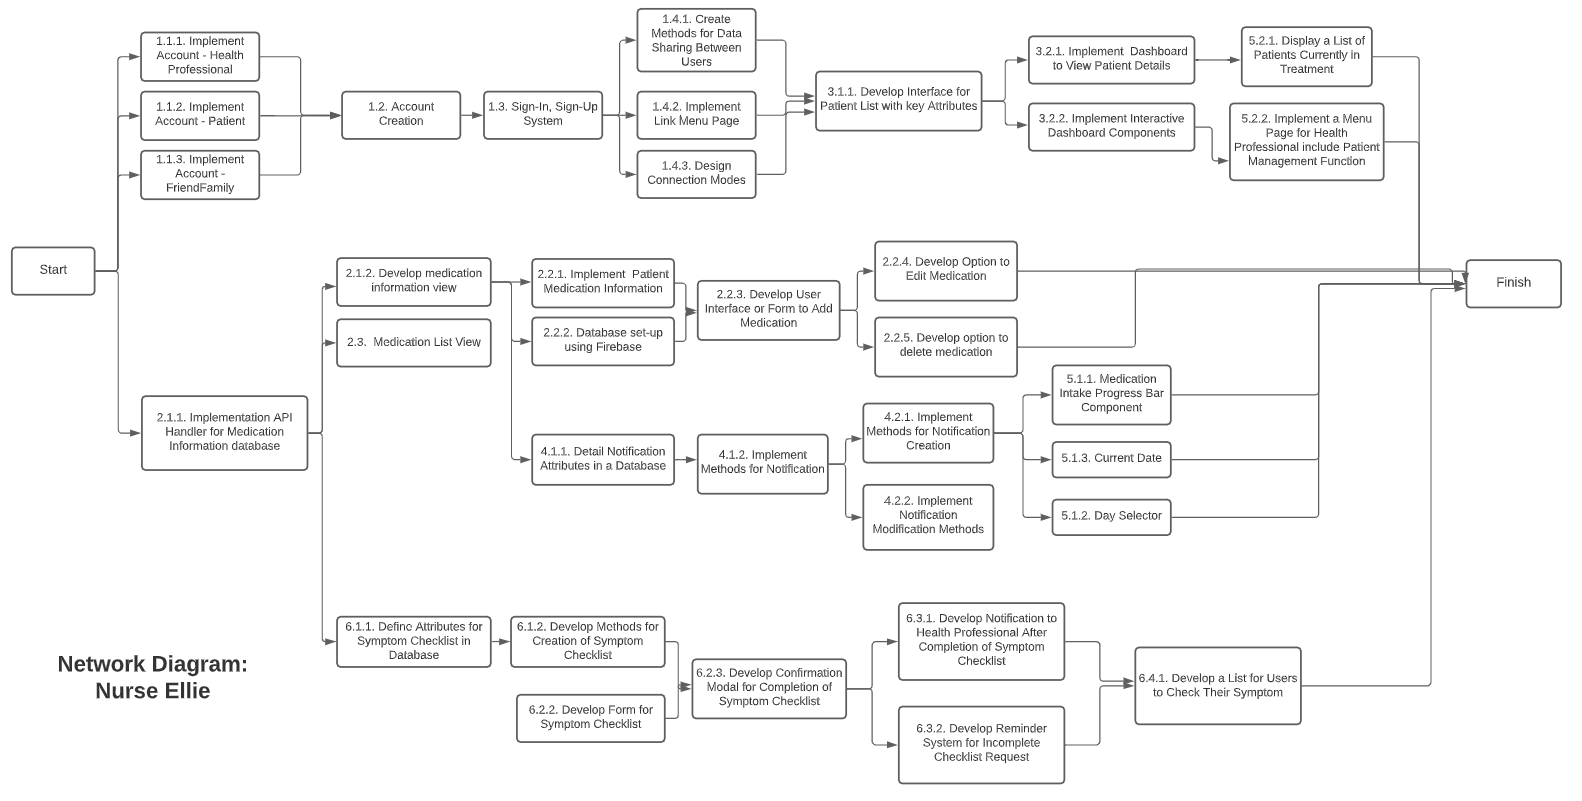 1.1.1. Implement
Account - Health
Professional
1.1.2. Implement
Account - Patient
1.1.3. Implement
Account -
FriendFamily
1.2. Account
Creation
1.3. Sign-In, Sign-Up
System
1.4.1. Create
Methods for Data
Sharing Between
Users
1.4.2. Implement
Link Menu Page
1.4.3. Design
Connection Modes
3.1.1. Develop Interface for
Patient List with key Attributes
3.2.1. Implement Dashboard
to View Patient Details
3.2.2. Implement Interactive
Dashboard Components
5.2.1. Display a List of
Patients Currently in
Treatment
5.2.2. Implement a Menu
Page for Health
Professional include Patient
Management Function
Start
2.1.2. Develop medication
information view
2.3. Medication List View
2.1.1. Implementation API
Handler for Medication
Information database
2.2.1. Implement Patient
Medication Information
2.2.2. Database set-up
using Firebase
2.2.3. Develop User
Interface or Form to Add
Medication
2.2.4. Develop Option to
Edit Medication
2.2.5. Develop option to
delete medication
Finish
4.1.1. Detail Notification
Attributes in a Database
4.1.2. Implement
Methods for Notification
4.2.1. Implement
Methods for Notification
Creation
4.2.2. Implement
Notification
Modification Methods
5.1.1. Medication
Intake Progress Bar
Component
5.1.3. Current Date
5.1.2. Day Selector
6.1.1. Define Attributes for
Symptom Checklist in
Database
6.1.2. Develop Methods for
Creation of Symptom
Checklist
6.2.2. Develop Form for
Symptom Checklist
6.2.3. Develop Confirmation
Modal for Completion of
Symptom Checklist
6.3.1. Develop Notification to
Health Professional After
Completion of Symptom
Checklist
6.3.2. Develop Reminder
System for Incomplete
Checklist Request
6.4.1. Develop a List for Users
to Check Their Symptom
Network Diagram:
Nurse Ellie